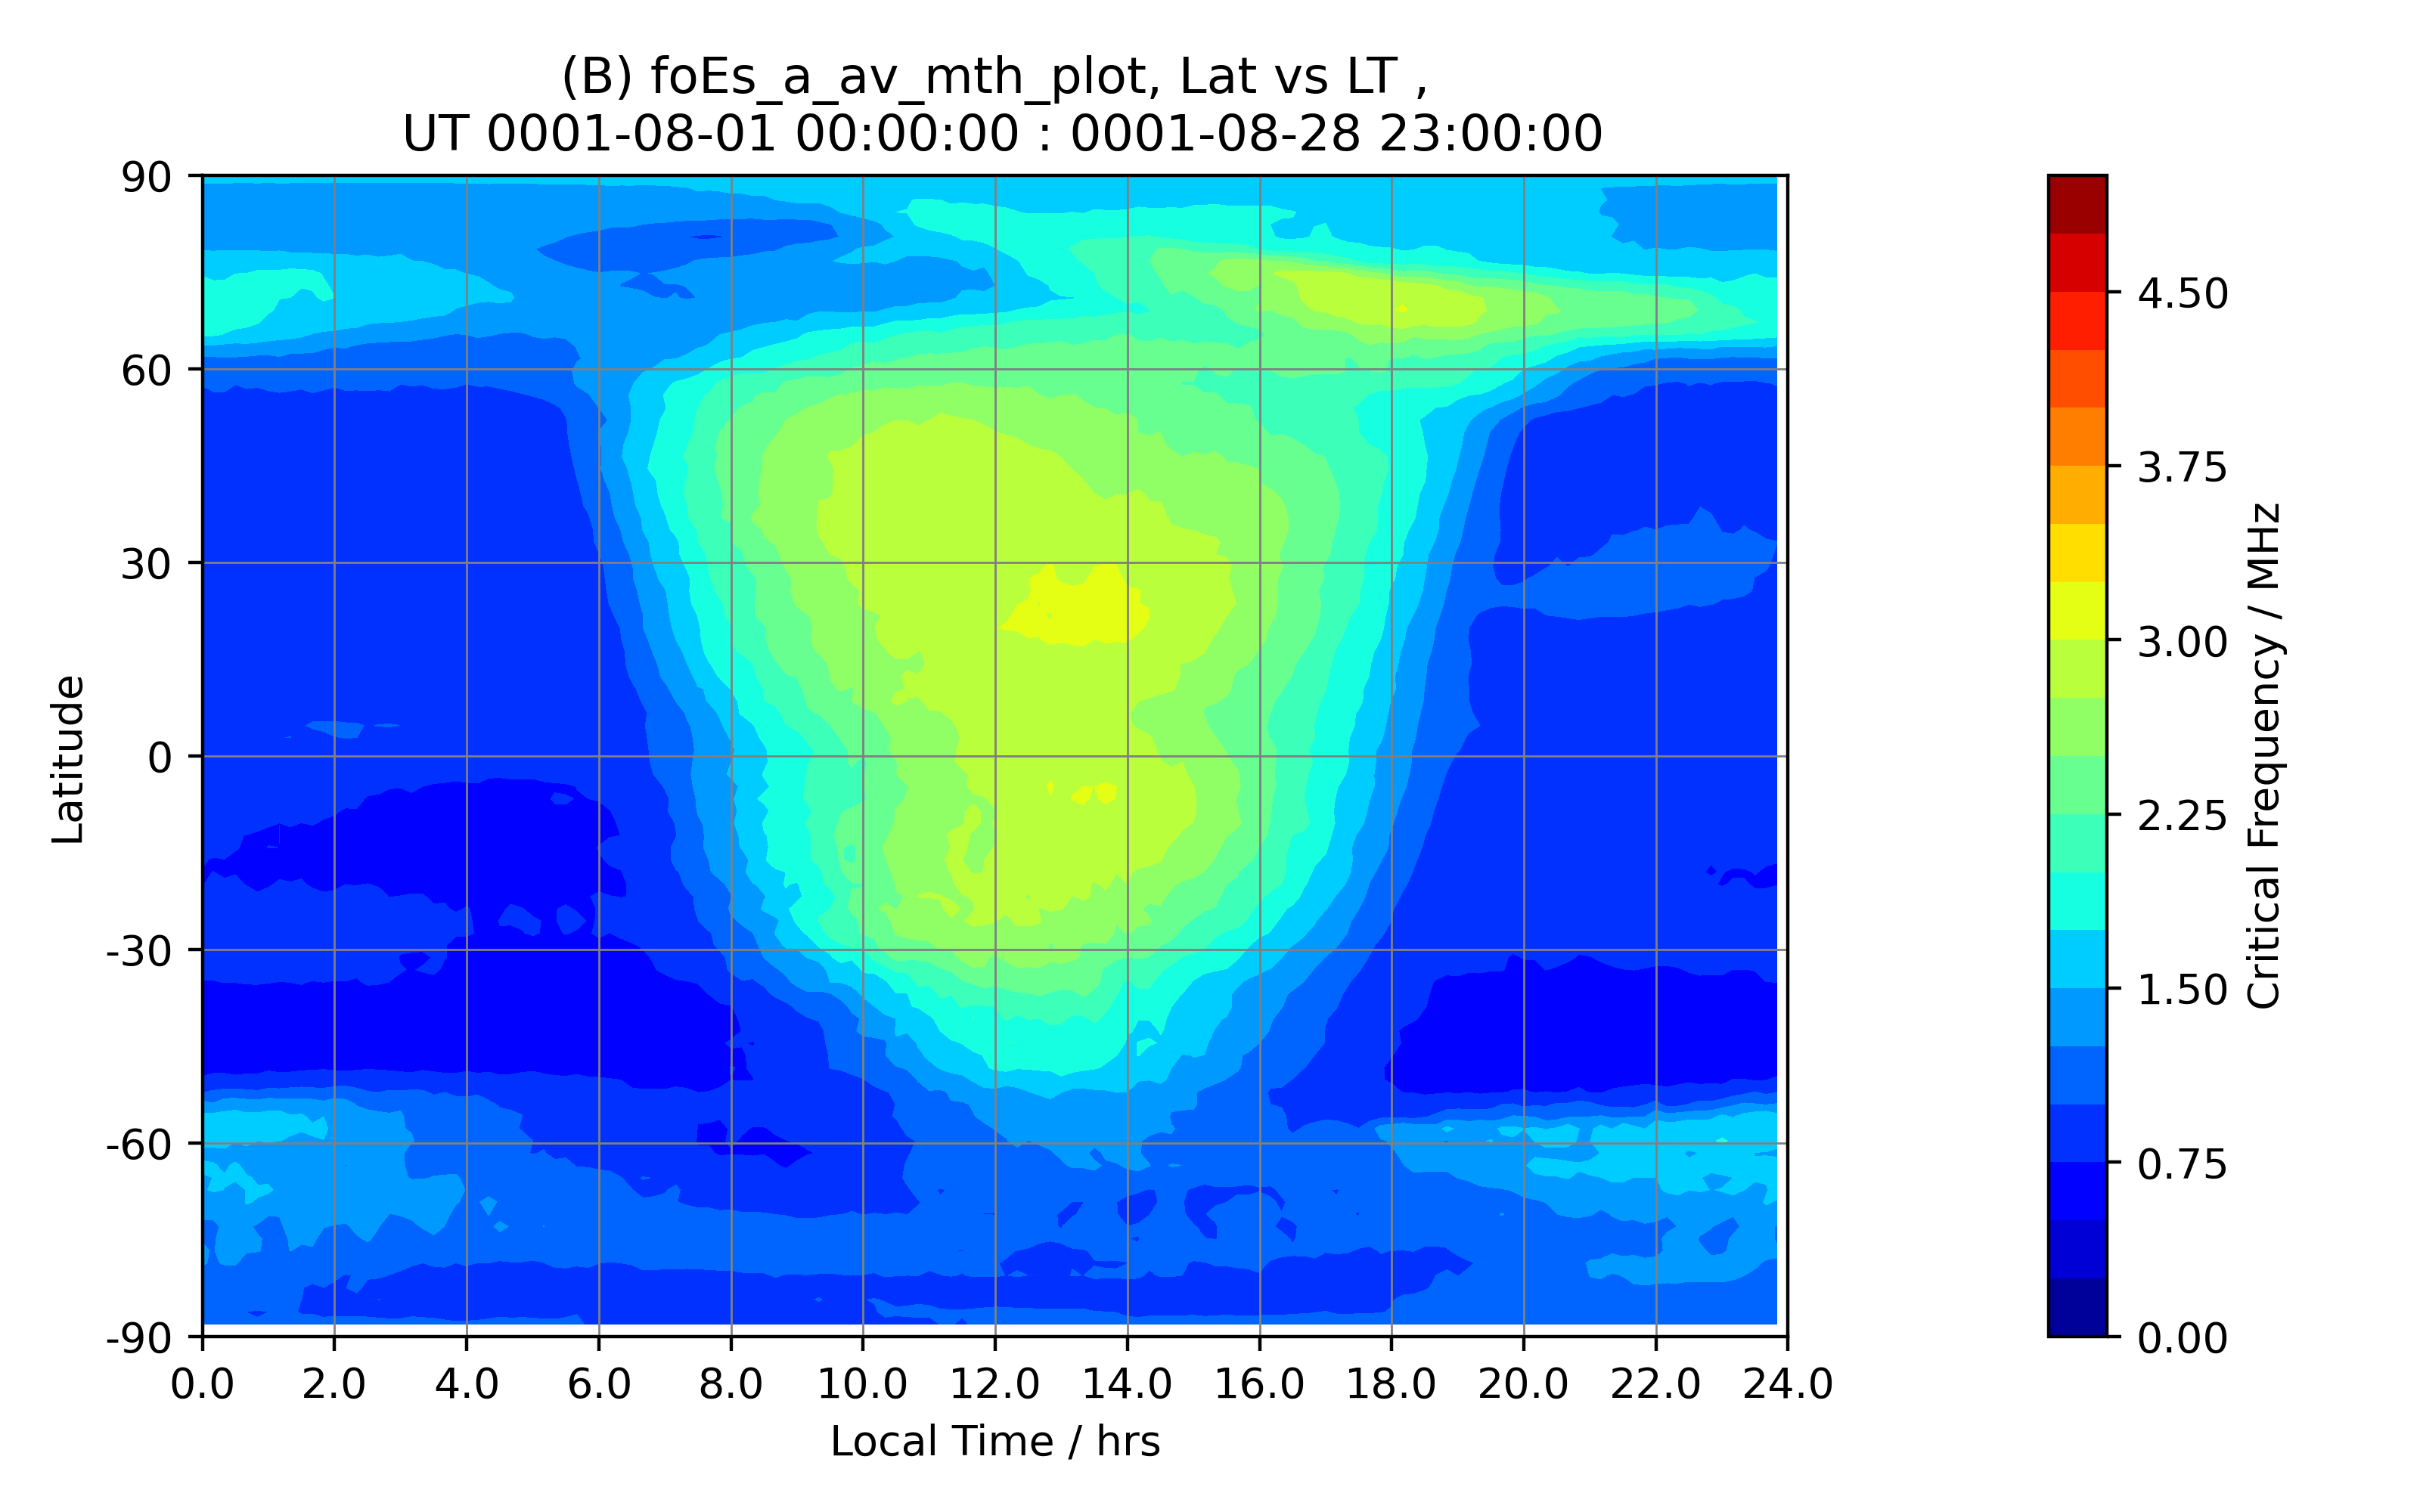 (B) foEs_a_av_mth_plot, Lat vs LT ,
UT 0001-08-01 00:00:00 : 0001-08-28 23:00:00
90
60
30
0
-30
-60
-90
Latitude
0.0 2.0 4.0 6.0 8.0 10.0 12.0 14.0 16.0 18.0 20.0 22.0 24.0
Local Time / hrs
4.50
3.75
3.00
2.25
1.50
0.75
0.00
Critical Frequency / MHz